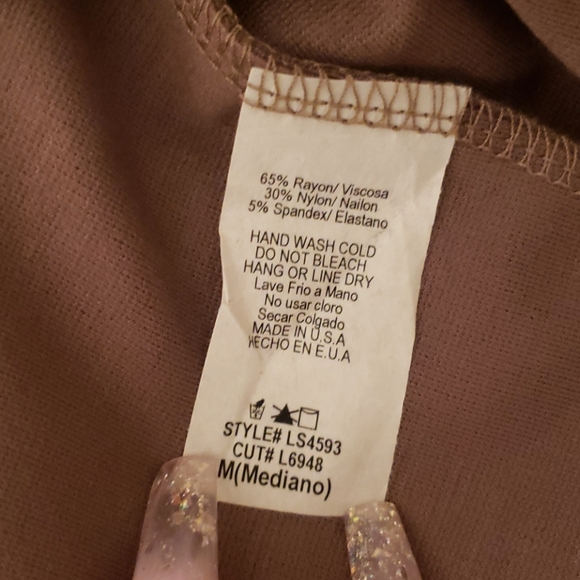 65% Rayon/ Viscosa
30% Nylon/ Nailon
5% Spandex/ Elastano
HAND WASH COLD
DO NOT BLEACH
HANG OR LINE DRY
Lave Frio a Mano
No usar cloro
Secar Colgado
MADE IN U.S.A
HECHO EN E.U.A
STYLE# LS4593
CUT# L6948
M(Mediano)